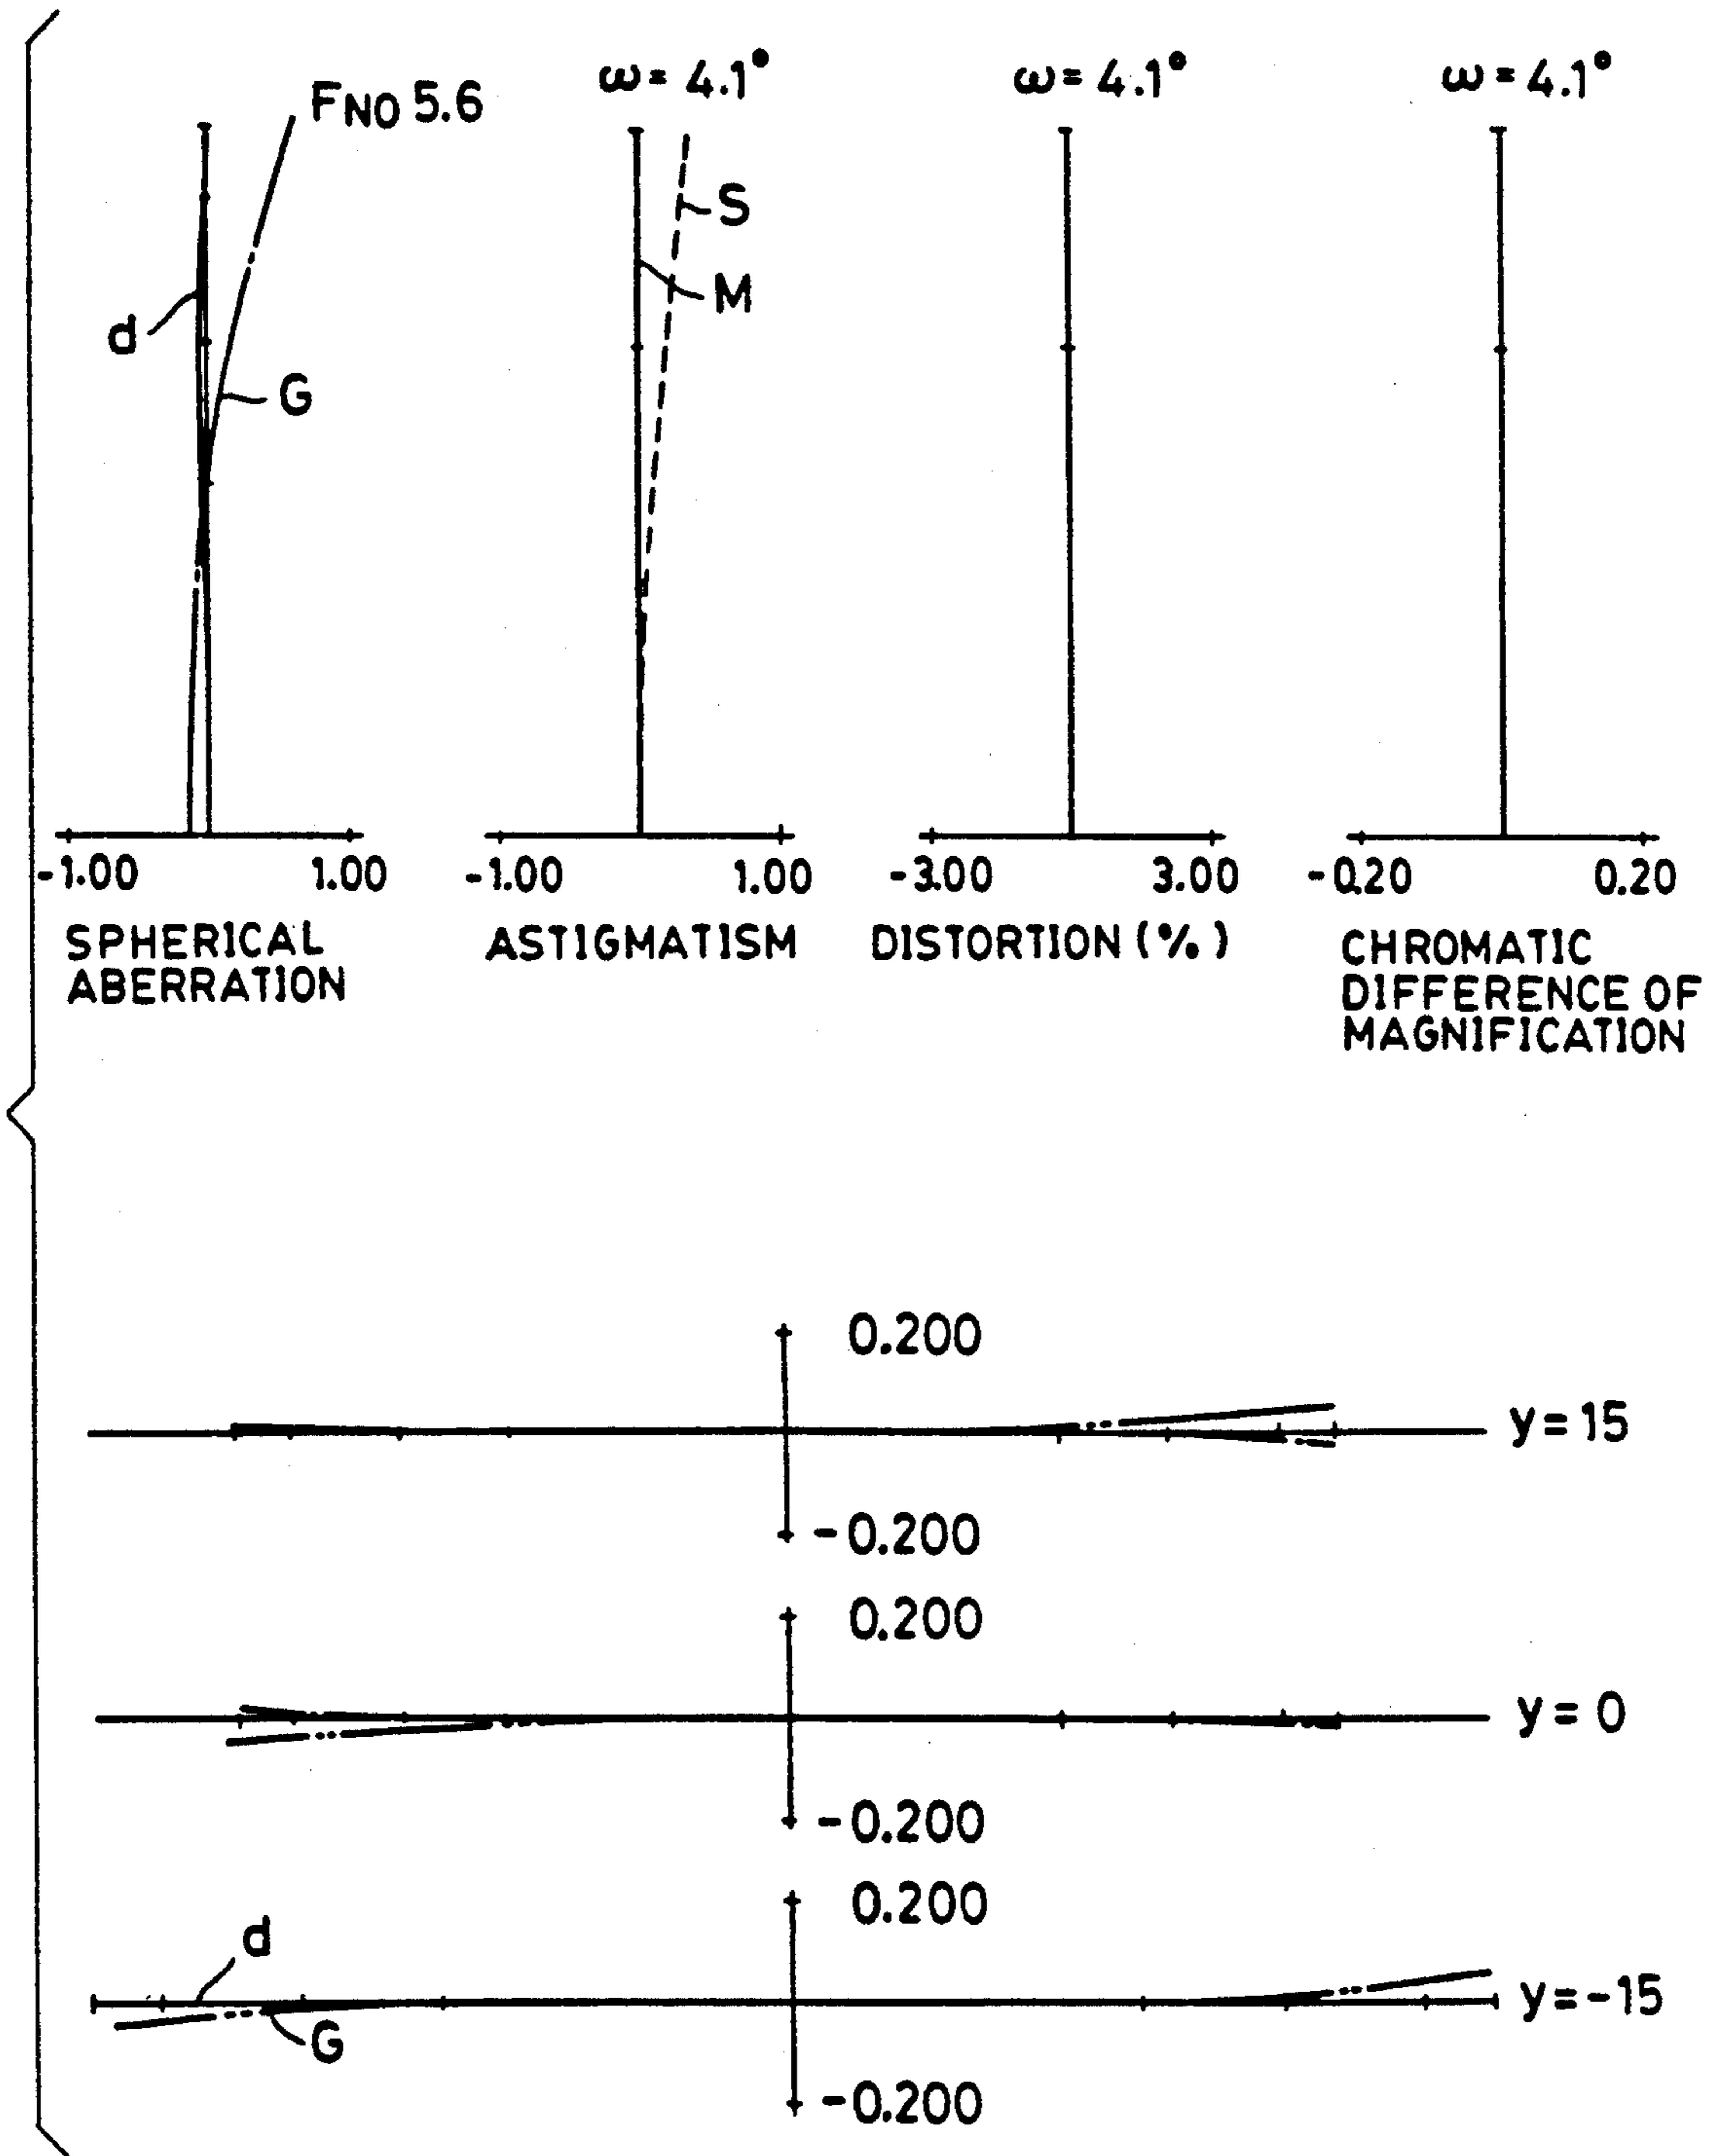 FNO 5.6
ω= 4.1°
ω= 4.1°
ω= 4.1°
S
M
d
G
-1.00 1.00
-1.00 1.00
-3.00 3.00
-0.20 0.20
SPHERICAL
ABERRATION
ASTIGMATISM
DISTORTION (%)
CHROMATIC
DIFFERENCE OF
MAGNIFICATION
0.200
y=15
-0.200
0.200
y= 0
-0.200
0.200
d
y=-15
G
-0.200